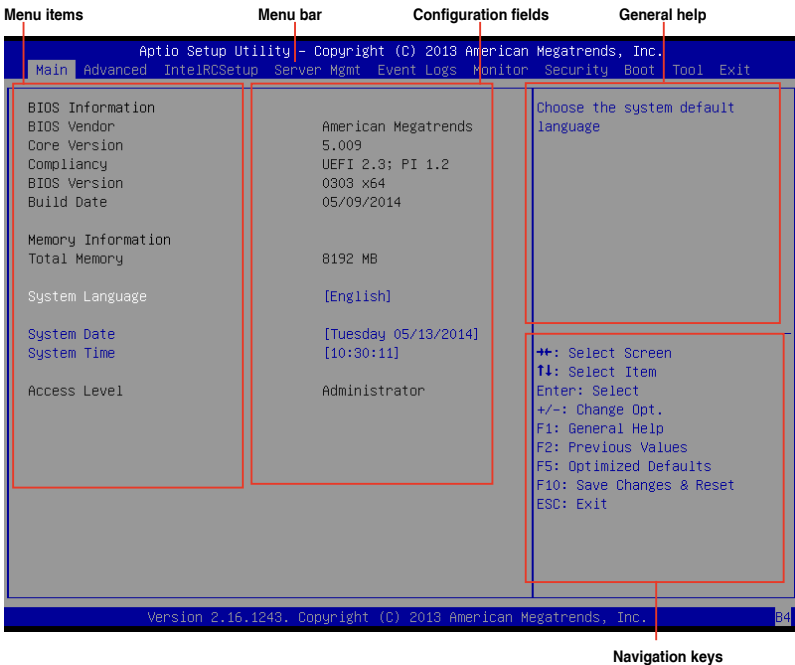 Menu items Menu bar Configuration fields General help
Aptio Setup Utility – Copyright (C) 2013 American Megatrends, Inc.
Main Advanced IntelRCSetup Server Mgmt Event Logs Monitor Security Boot Tool Exit
BIOS Information
BIOS Vendor American Megatrends
Core Version 5.009
Compliancy UEFI 2.3; PI 1.2
BIOS Version 0303 x64
Build Date 05/09/2014
Memory Information
Total Memory 8192 MB
System Language [English]
System Date [Tuesday 05/13/2014]
System Time [10:30:11]
Access Level Administrator
Choose the system default
language
→←: Select Screen
↑↓: Select Item
Enter: Select
+/-: Change Opt.
F1: General Help
F2: Previous Values
F5: Optimized Defaults
F10: Save Changes & Reset
ESC: Exit
Version 2.16.1243. Copyright (C) 2013 American Megatrends, Inc. B4
Navigation keys